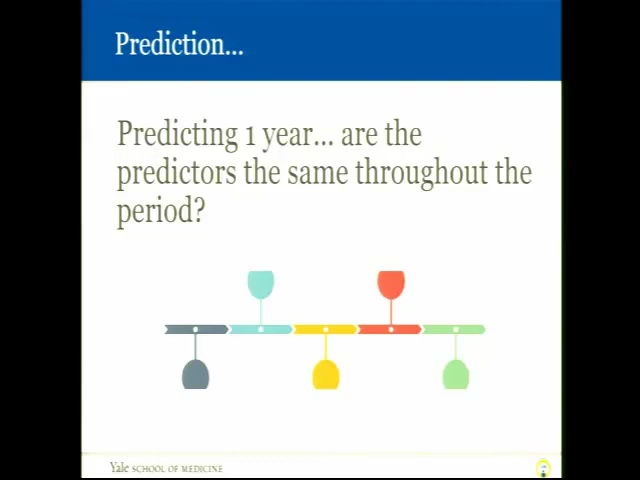 Prediction...
Predicting 1 year... are the
predictors the same throughout the
period?
Yale SCHOOL OF MEDICINE